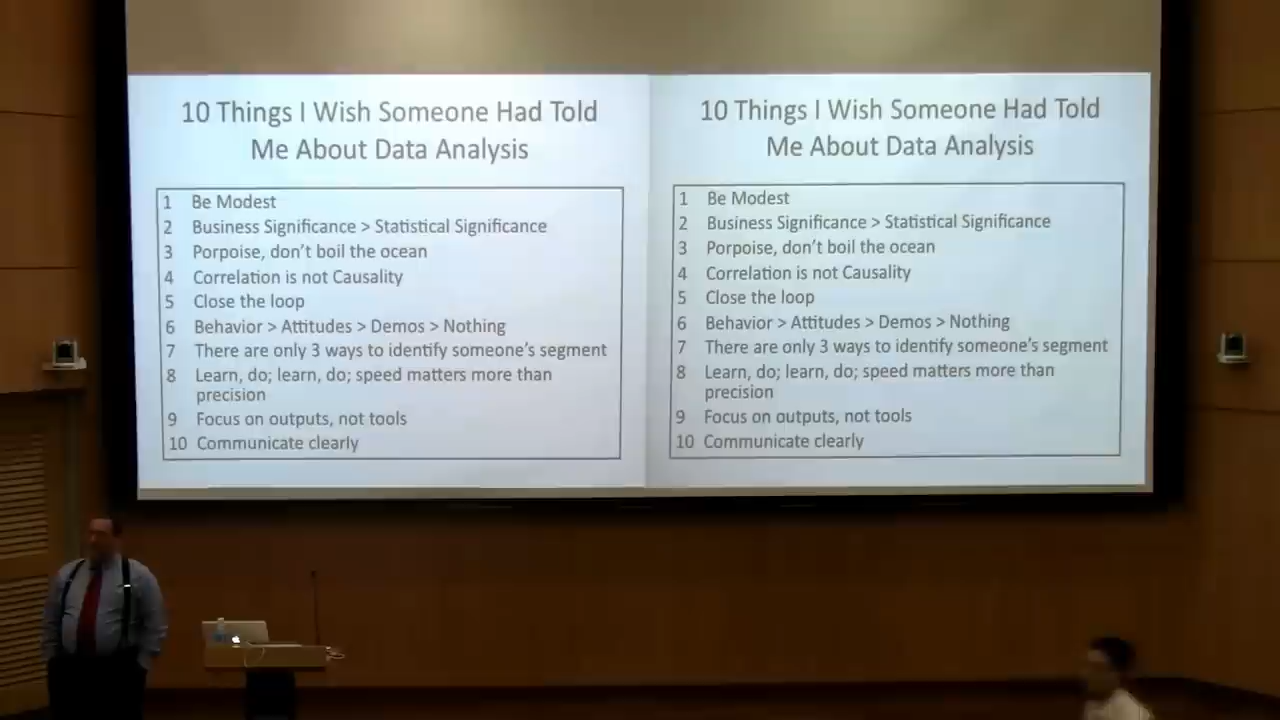 10 Things I Wish Someone Had Told
Me About Data Analysis
1 Be Modest
2 Business Significance > Statistical Significance
3 Porpoise, don't boil the ocean
4 Correlation is not Causality
5 Close the loop
6 Behavior > Attitudes > Demos > Nothing
7 There are only 3 ways to identify someone's segment
8 Learn, do; learn, do; speed matters more than
precision
9 Focus on outputs, not tools
10 Communicate clearly
10 Things I Wish Someone Had Told
Me About Data Analysis
1 Be Modest
2 Business Significance > Statistical Significance
3 Porpoise, don't boil the ocean
4 Correlation is not Causality
5 Close the loop
6 Behavior > Attitudes > Demos > Nothing
7 There are only 3 ways to identify someone's segment
8 Learn, do; learn, do; speed matters more than
precision
9 Focus on outputs, not tools
10 Communicate clearly